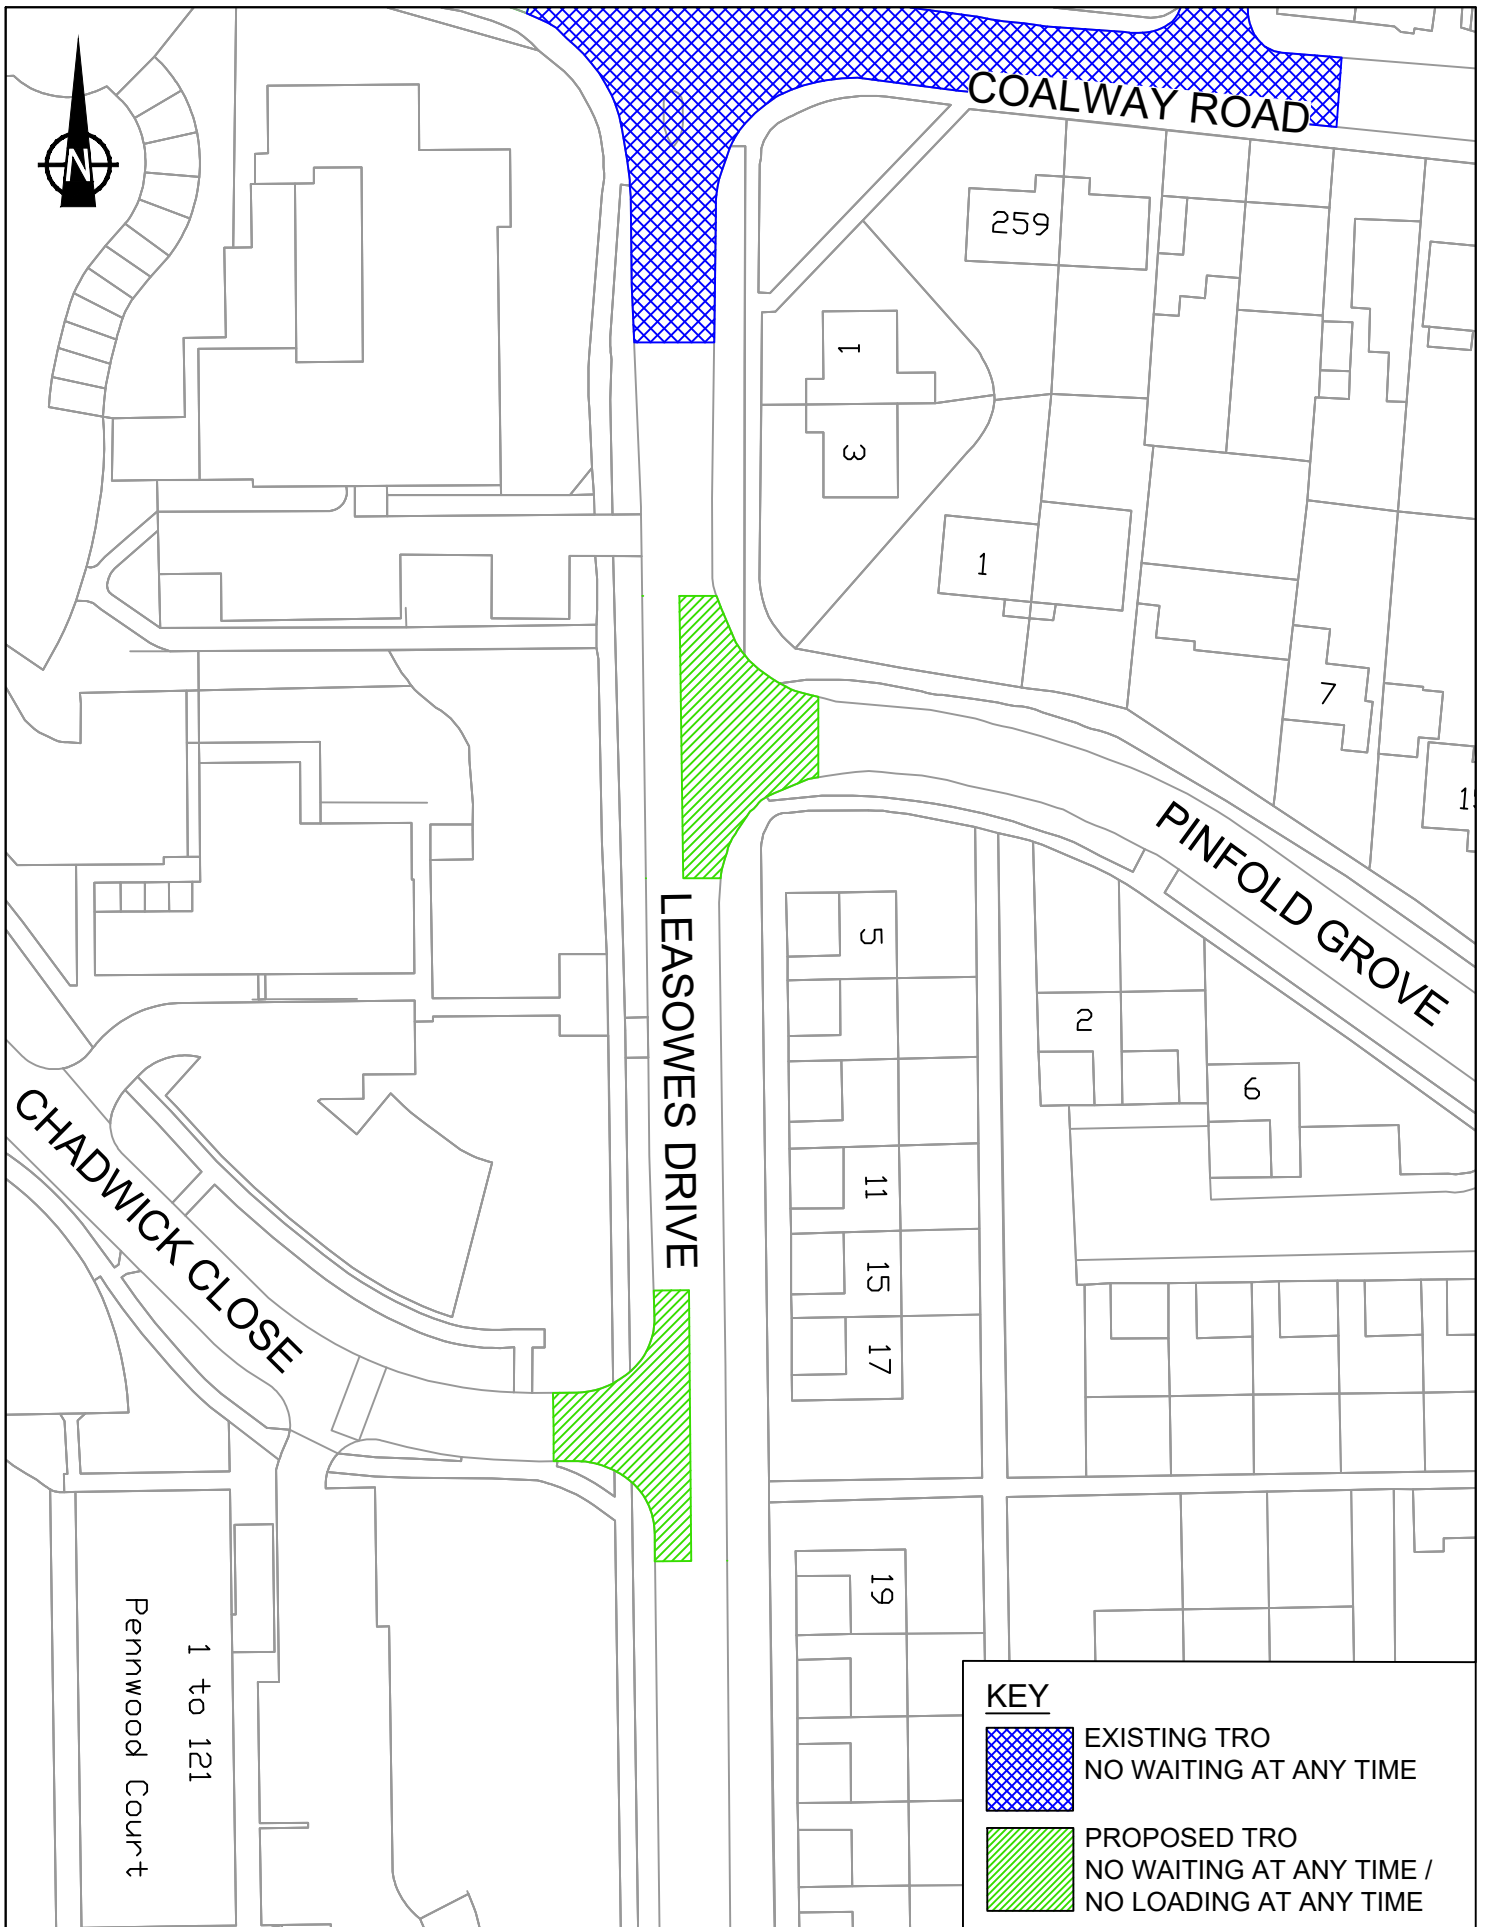 COALWAY ROAD
N
259
1
3
1
7
PINFOLD GROVE
LEASOWES DRIVE
5
2
6
CHADWICK CLOSE
11
15
17
19
1 to 121
Pennwood Court
KEY
EXISTING TRO
NO WAITING AT ANY TIME
PROPOSED TRO
NO WAITING AT ANY TIME /
NO LOADING AT ANY TIME